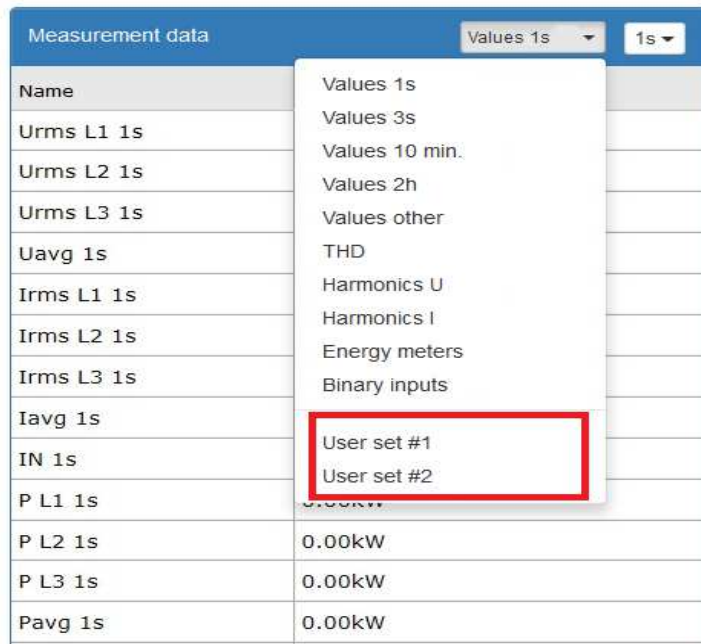 Measurement data Values 1s 1s
Name
Values 1s
Values 3s
Values 10 min.
Values 2h
Values other
THD
Harmonics U
Harmonics I
Energy meters
Binary inputs
User set #1
User set #2
Urms L1 1s
Urms L2 1s
Urms L3 1s
Uavg 1s
Irms L1 1s
Irms L2 1s
Irms L3 1s
Iavg 1s
IN 1s
P L1 1s 0.00kW
P L2 1s 0.00kW
P L3 1s 0.00kW
Pavg 1s 0.00kW